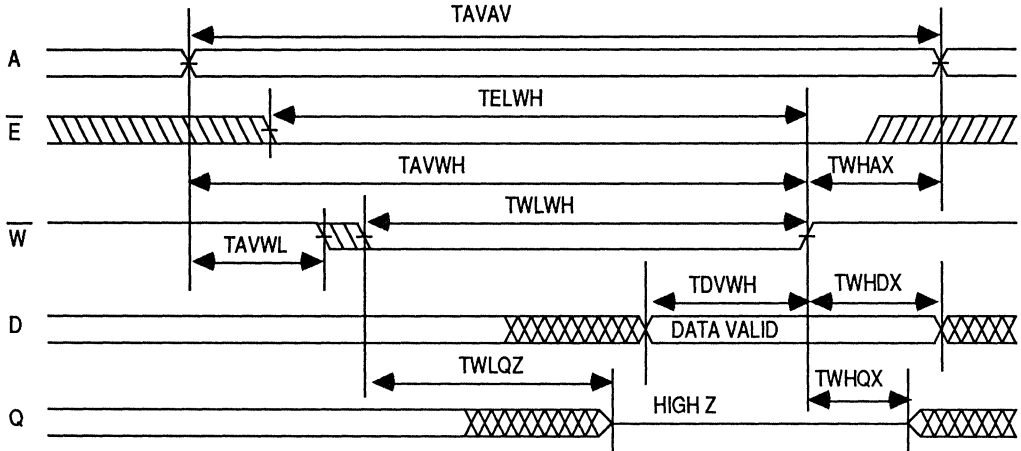 TAVAV
A
TELWH
E
TAVWH
TWHAX
TWLWH
W
TAVWL
TDVWH
TWHDX
D
DATA VALID
TWLQZ
TWHQX
HIGH Z
Q